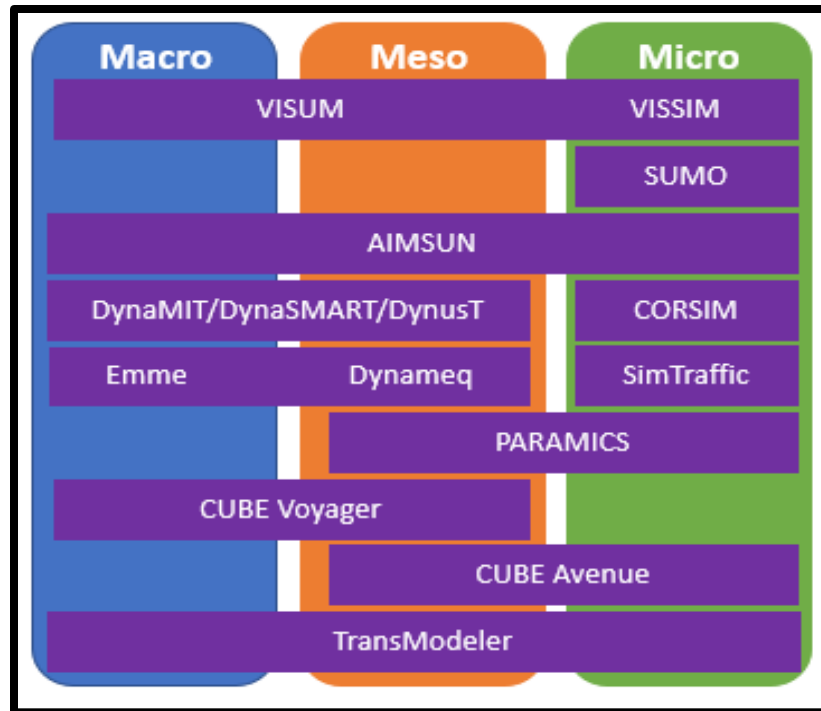 Macro Meso Micro
VISUM VISSIM
SUMO
AIMSUN
DynaMIT/DynaSMART/DynusT CORSIM
Emme Dynameq SimTraffic
PARAMICS
CUBE Voyager
CUBE Avenue
TransModeler